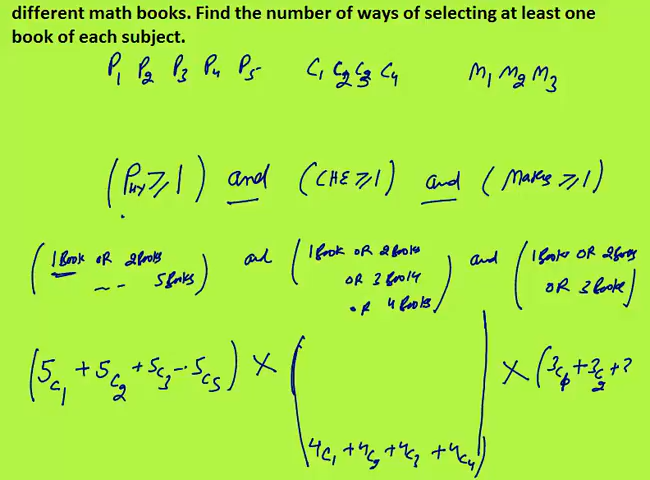 different math books. Find the number of ways of selecting at least one
book of each subject.
P1 P2 P3 P4 P5 C1 C2 C3 C4 M1 M2 M3
(Phy ≥ 1) and (CHE ≥ 1) and (Maths ≥ 1)
(1 Book OR 2 Books -- 5 Books) and (1 Book OR 2 Books OR 3 Books OR 4 Books) and (1 Book OR 2 Books OR 3 Books)
(5C1 + 5C2 + 5C3 -- 5C5) × (4C1 + 4C2 + 4C3 + 4C4) × (3C1 + 3C2 + 3